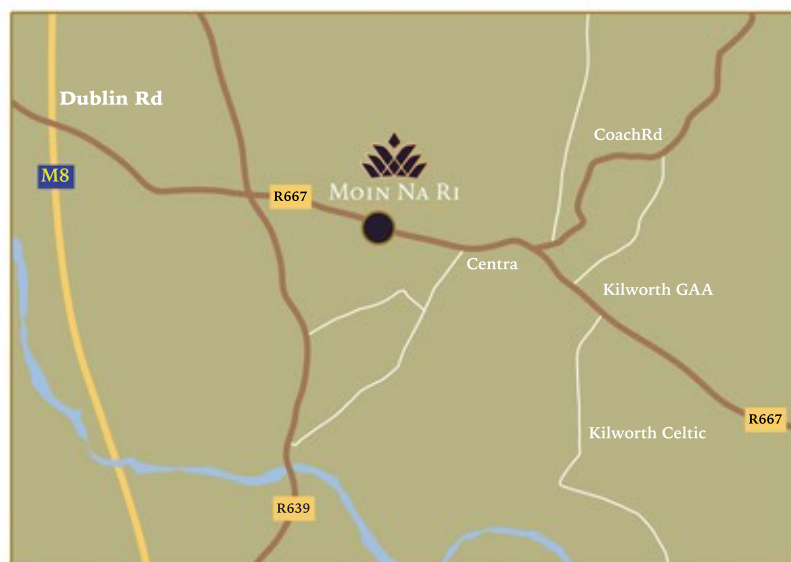 Dublin Rd
CoachRd
M8
MOIN NA RI
R667
Centra
Kilworth GAA
R667
Kilworth Celtic
R639